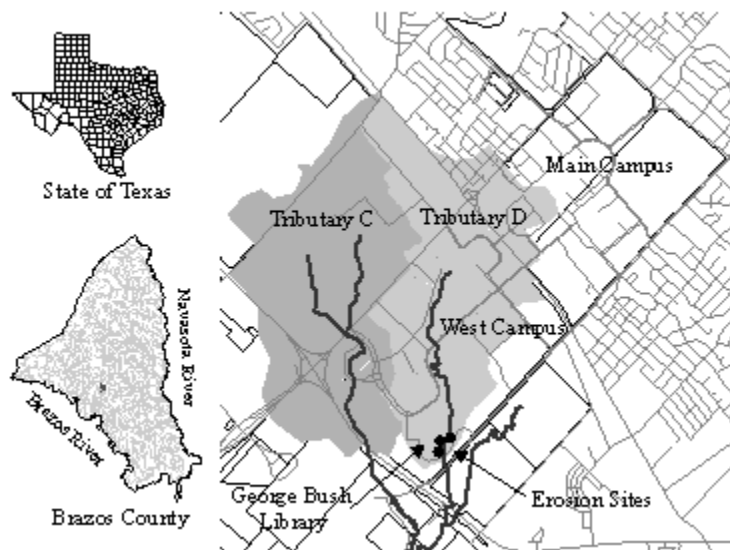 State of Texas
Navasota River
Brazos River
Brazos County
Main Campus
Tributary C
Tributary D
West Campus
George Bush
Library
Erosion Sites